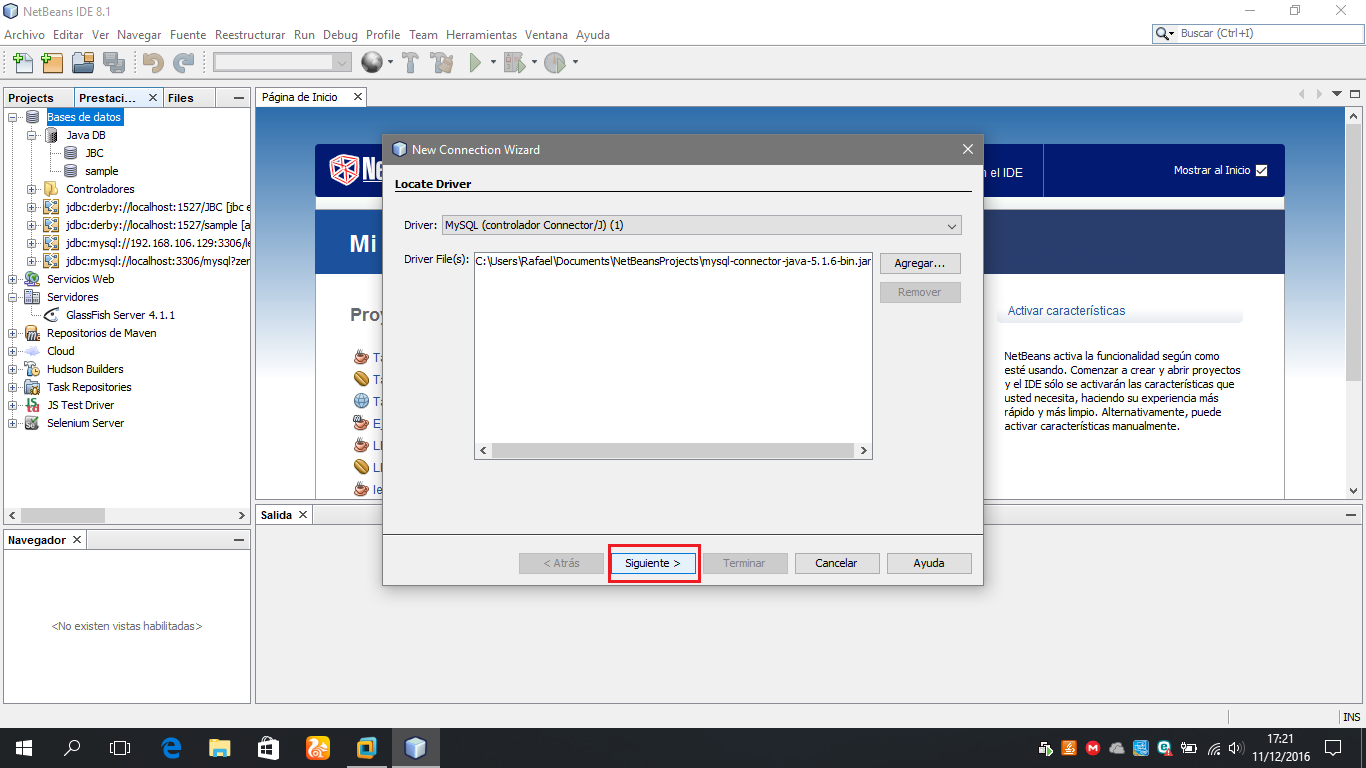 NetBeans IDE 8.1
Archivo Editar Ver Navegar Fuente Reestructurar Run Debug Profile Team Herramientas Ventana Ayuda
Buscar (Ctrl+I)
Projects Prestaci... Files
Página de Inicio
Bases de datos
Java DB
JBC
sample
Controladores
jdbc:derby://localhost:1527/JBC [jbc e
jdbc:derby://localhost:1527/sample [a
jdbc:mysql://192.168.106.129:3306/le
jdbc:mysql://localhost:3306/mysql?zer
Servicios Web
Servidores
GlassFish Server 4.1.1
Repositorios de Maven
Cloud
Hudson Builders
Task Repositories
JS Test Driver
Selenium Server
Navegador
<No existen vistas habilitadas>
Ne
n el IDE
Mostrar al Inicio
Mi
Activar características
NetBeans activa la funcionalidad según como
esté usando. Comenzar a crear y abrir proyectos
y el IDE sólo se activarán las características que
usted necesita, haciendo su experiencia más
rápido y más limpio. Alternativamente, puede
activar características manualmente.
New Connection Wizard
Locate Driver
Driver: MySQL (controlador Connector/J) (1)
Driver File(s): C:\Users\Rafael\Documents\NetBeansProjects\mysql-connector-java-5.1.6-bin.jar
Agregar...
Remover
< Atrás Siguiente > Terminar Cancelar Ayuda
Salida
INS
17:21
11/12/2016